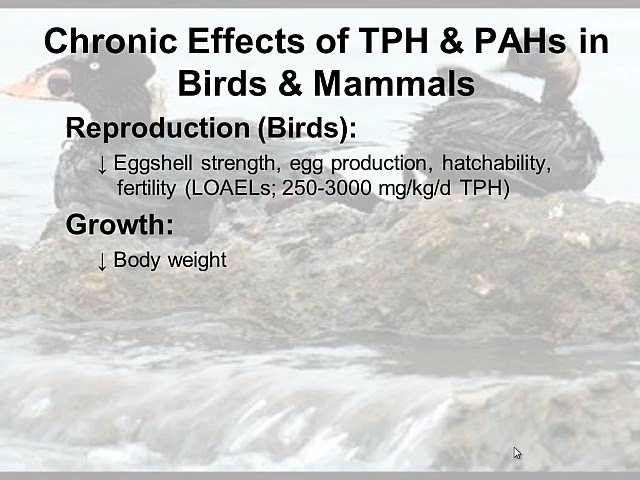 Chronic Effects of TPH & PAHs in
Birds & Mammals
Reproduction (Birds):
↓ Eggshell strength, egg production, hatchability,
fertility (LOAELs; 250-3000 mg/kg/d TPH)
Growth:
↓ Body weight